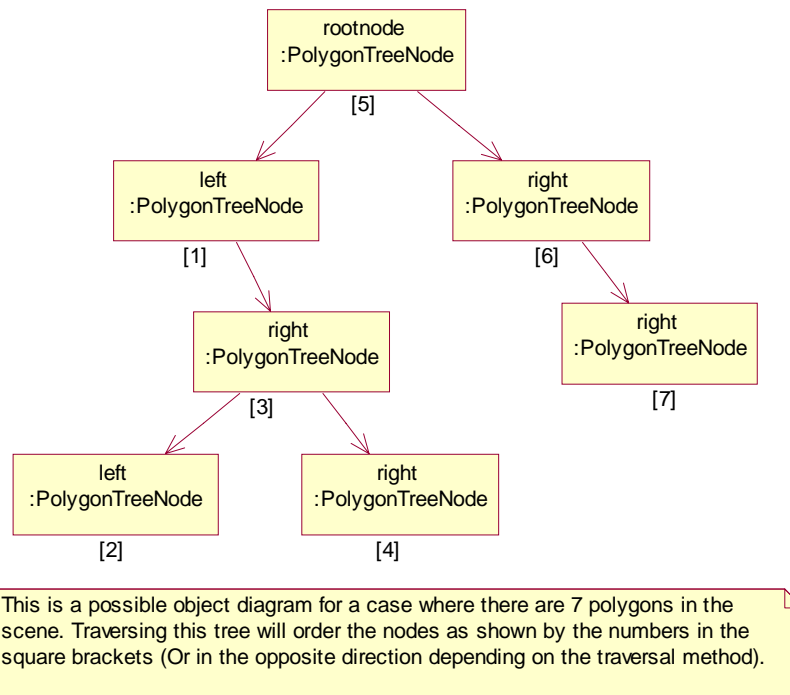 rootnode
:PolygonTreeNode
[5]
left
:PolygonTreeNode
[1]
right
:PolygonTreeNode
[6]
right
:PolygonTreeNode
[3]
right
:PolygonTreeNode
[7]
left
:PolygonTreeNode
[2]
right
:PolygonTreeNode
[4]
This is a possible object diagram for a case where there are 7 polygons in the
scene. Traversing this tree will order the nodes as shown by the numbers in the
square brackets (Or in the opposite direction depending on the traversal method).